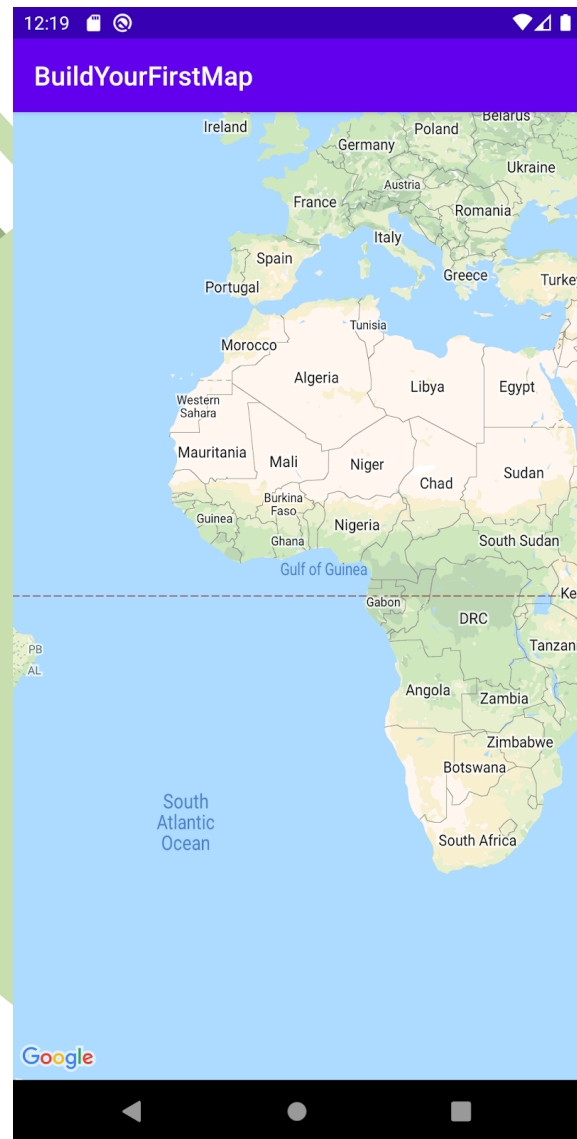 12:19
BuildYourFirstMap
Belarus
Ireland
Poland
Germany
Ukraine
Austria
France
Romania
Italy
Spain
Greece
Turke
Portugal
Tunisia
Morocco
Algeria
Libya
Egypt
Western
Sahara
Mauritania
Mali
Niger
Chad
Sudan
Burkina
Faso
Guinea
Nigeria
Ghana
South Sudan
Gulf of Guinea
Ke
Gabon
DRC
PB
Tanzan
AL
Angola
Zambia
Zimbabwe
Botswana
South
Atlantic
Ocean
South Africa
Google